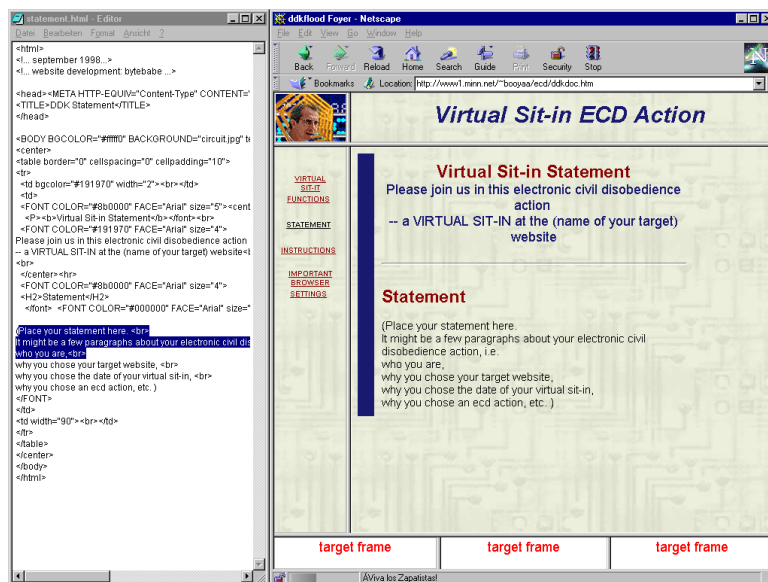 statement.html - Editor
Datei Bearbeiten Format Ansicht ?
<html>
<!... september 1998...>
<!... website development: bytebabe ...>
<head><META HTTP-EQUIV="Content-Type" CONTENT="
<TITLE>DDK Statement</TITLE>
</head>
<BODY BGCOLOR="#fffff0" BACKGROUND="circuit.jpg" te
<center>
<table border="0" cellspacing="0" cellpadding="10">
<tr>
<td bgcolor="#191970" width="2"><br></td>
<td>
<FONT COLOR="#8b0000" FACE="Arial" size="5"><cent
<P><b>Virtual Sit-in Statement</b></font><br>
<FONT COLOR="#191970" FACE="Arial" size="4">
Please join us in this electronic civil disobedience action
-- a VIRTUAL SIT-IN at the (name of your target) website<b
<br>
</center><hr>
<FONT COLOR="#8b0000" FACE="Arial" size="4">
<H2>Statement</H2>
</font> <FONT COLOR="#000000" FACE="Arial" size="
(Place your statement here. <br>
It might be a few paragraphs about your electronic civil dis
who you are,<br>
why you chose your target website, <br>
why you chose the date of your virtual sit-in, <br>
why you chose an ecd action, etc. )
</FONT>
</td>
<td width="90"><br></td>
</tr>
</table>
</center>
</body>
</html>
ddkflood Foyer - Netscape
File Edit View Go Window Help
Back Forward Reload Home Search Guide Print Security Stop
N
Bookmarks Location: http://www1.minn.net/~booyaa/ecd/ddkdoc.htm
Virtual Sit-in ECD Action
VIRTUAL
SIT-IT
FUNCTIONS
STATEMENT
INSTRUCTIONS
IMPORTANT
BROWSER
SETTINGS
Virtual Sit-in Statement
Please join us in this electronic civil disobedience
action
-- a VIRTUAL SIT-IN at the (name of your target)
website
Statement
(Place your statement here.
It might be a few paragraphs about your electronic civil
disobedience action, i.e.
who you are,
why you chose your target website,
why you chose the date of your virtual sit-in,
why you chose an ecd action, etc. )
target frame target frame target frame
ÁViva los Zapatistas!